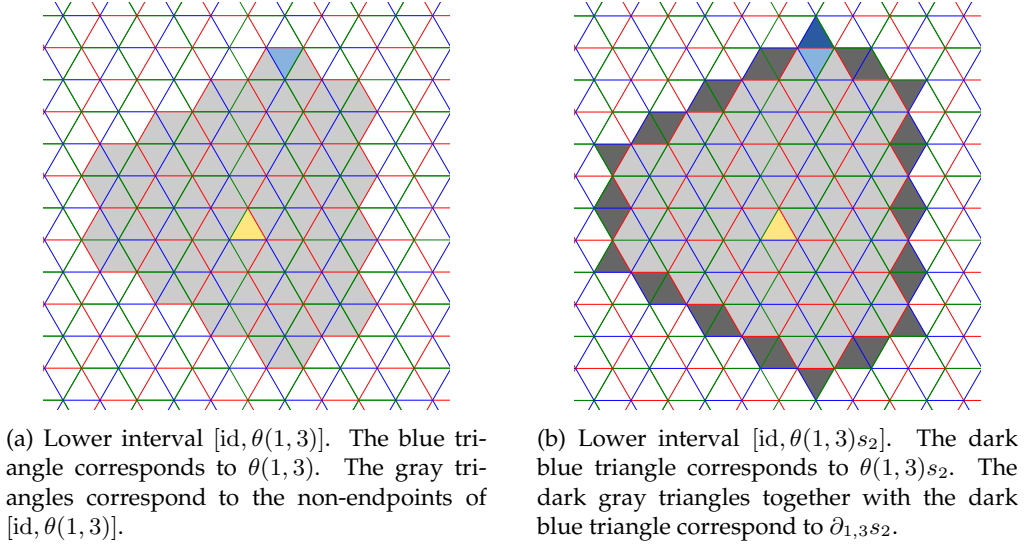 (a) Lower interval [id, θ(1, 3)]. The blue tri-
angle corresponds to θ(1, 3). The gray tri-
angles correspond to the non-endpoints of
[id, θ(1, 3)].
(b) Lower interval [id, θ(1, 3)s₂]. The dark
blue triangle corresponds to θ(1, 3)s₂. The
dark gray triangles together with the dark
blue triangle correspond to ∂₁,₃s₂.